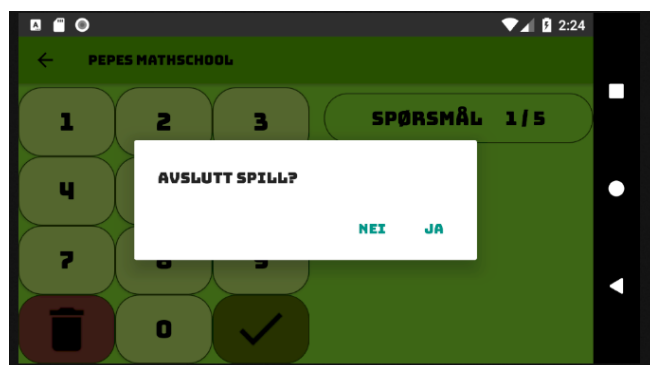 2:24
PEPES MATHSCHOOL
1 2 3 SPØRSMÅL 1/5
4
AVSLUTT SPILL?
NEI JA
7
0